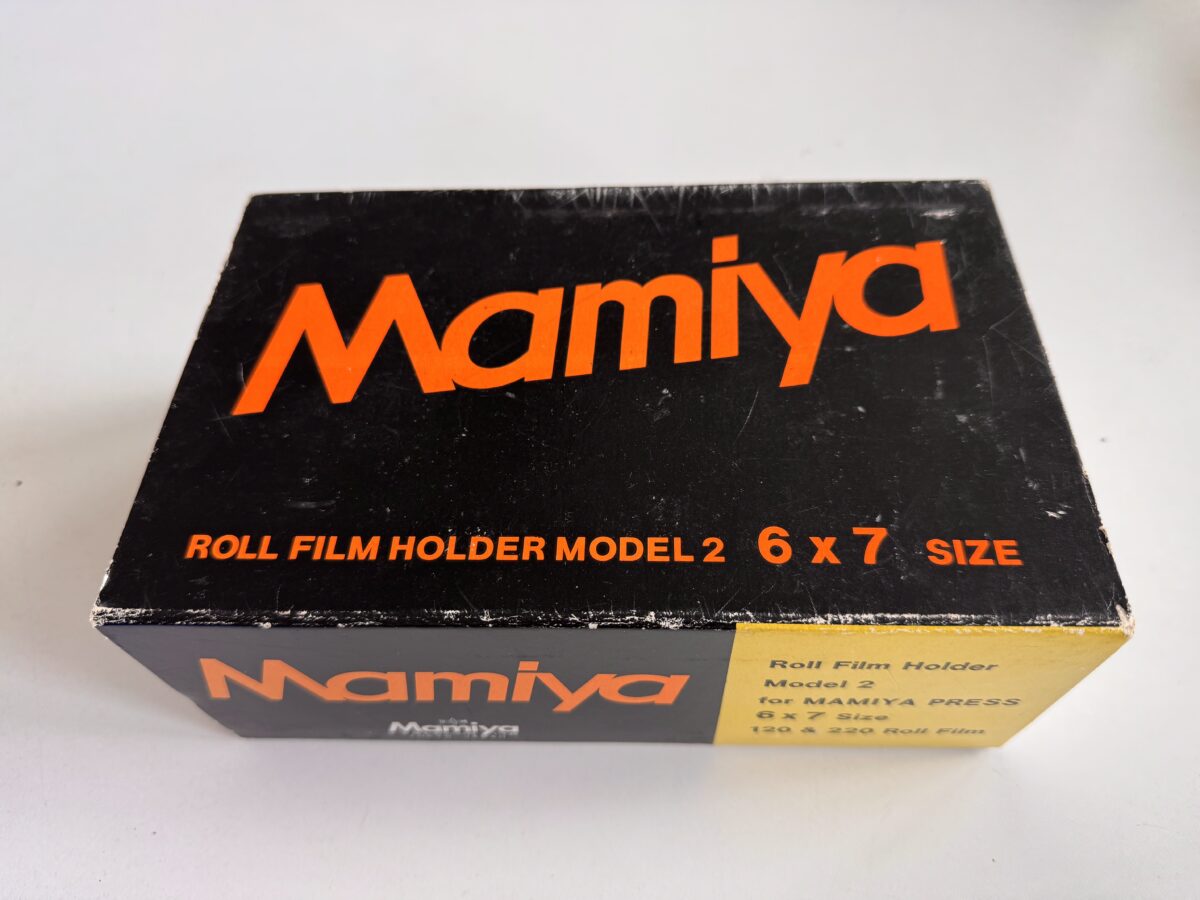 Mamiya
ROLL FILM HOLDER MODEL 2 6 x 7 SIZE
Mamiya
Mamiya
Roll Film Holder
Model 2
for MAMIYA PRESS
6 x 7 Size
120 & 220 Roll Film